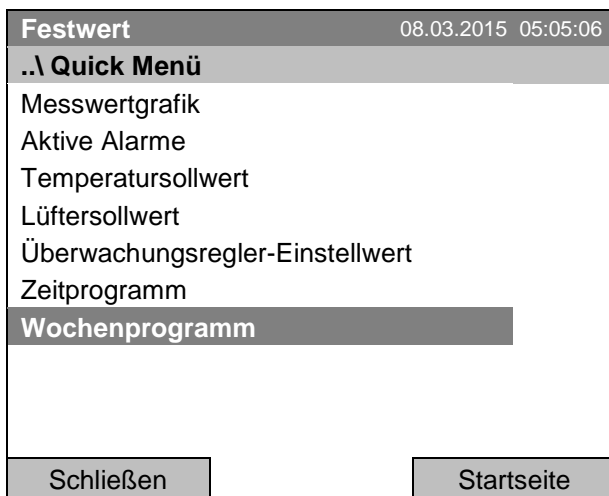 Festwert 08.03.2015 05:05:06
..\ Quick Menü
Messwertgrafik
Aktive Alarme
Temperatursollwert
Lüftersollwert
Überwachungsregler-Einstellwert
Zeitprogramm
Wochenprogramm
Schließen Startseite